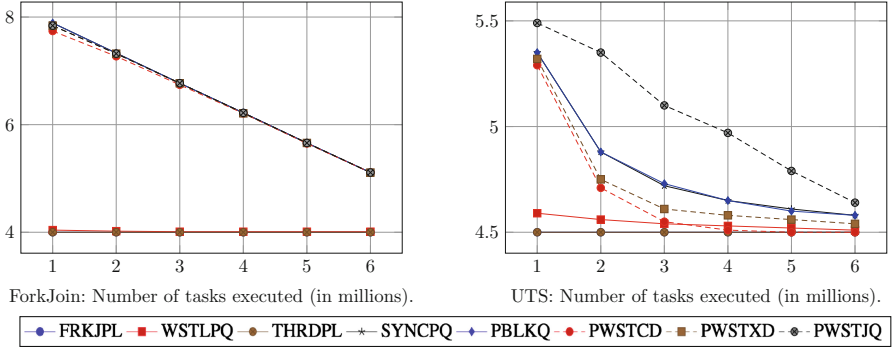 8
6
4
1 2 3 4 5 6
ForkJoin: Number of tasks executed (in millions).
5.5
5
4.5
1 2 3 4 5 6
UTS: Number of tasks executed (in millions).
FRKJPL WSTLPQ THRDPL SYNCPQ PBLKQ PWSTCD PWSTXD PWSTJQ